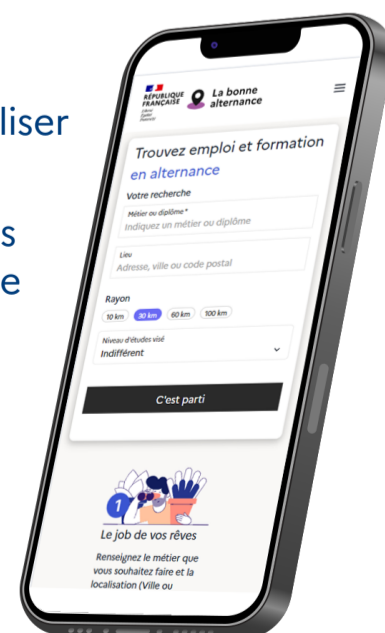 liser
s
e
RÉPUBLIQUE
FRANÇAISE
Liberté
Égalité
Fraternité
La bonne
alternance
Trouvez emploi et formation
en alternance
Votre recherche
Métier ou diplôme *
Indiquez un métier ou diplôme
Lieu
Adresse, ville ou code postal
Rayon
10 km 30 km 60 km 100 km
Niveau d'études visé
Indifférent
C'est parti
1
Le job de vos rêves
Renseignez le métier que
vous souhaitez faire et la
localisation (Ville ou